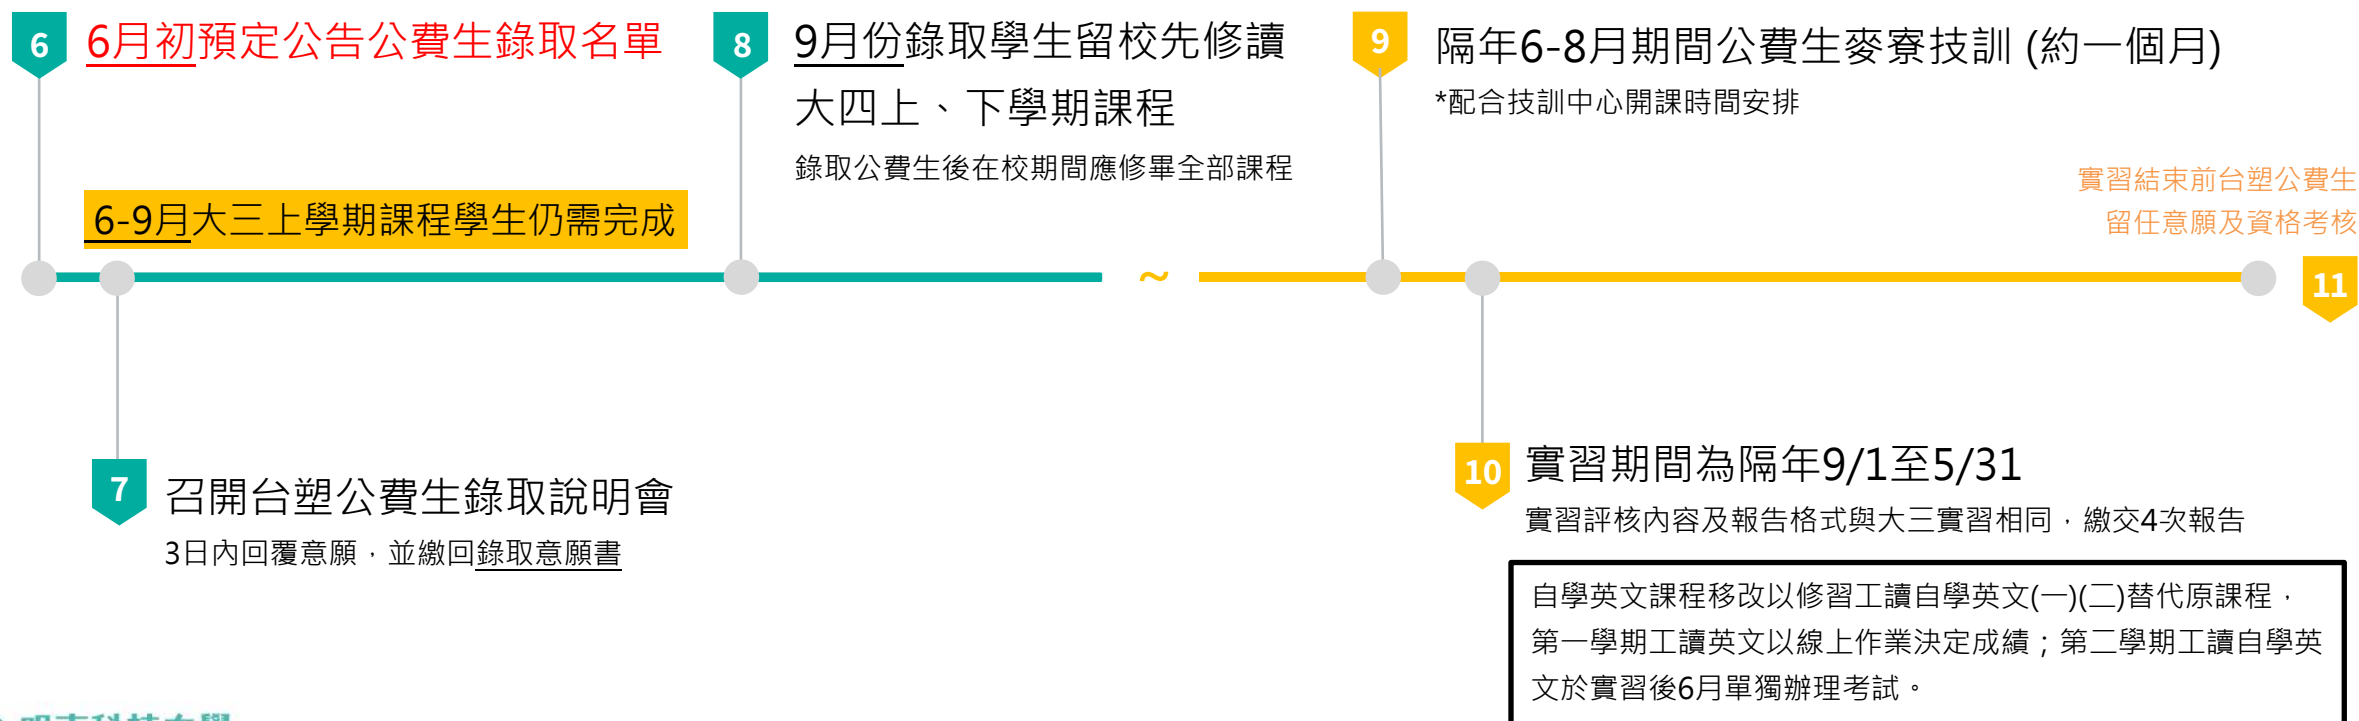 6
6月初預定公告公費生錄取名單
6-9月大三上學期課程學生仍需完成
7
召開台塑公費生錄取說明會
3日內回覆意願，並繳回錄取意願書
8
9月份錄取學生留校先修讀
大四上、下學期課程
錄取公費生後在校期間應修畢全部課程
~
9
隔年6-8月期間公費生麥寮技訓 (約一個月)
*配合技訓中心開課時間安排
10
實習期間為隔年9/1至5/31
實習評核內容及報告格式與大三實習相同，繳交4次報告
自學英文課程移改以修習工讀自學英文(一)(二)替代原課程，
第一學期工讀英文以線上作業決定成績；第二學期工讀自學英
文於實習後6月單獨辦理考試。
實習結束前台塑公費生
留任意願及資格考核
11